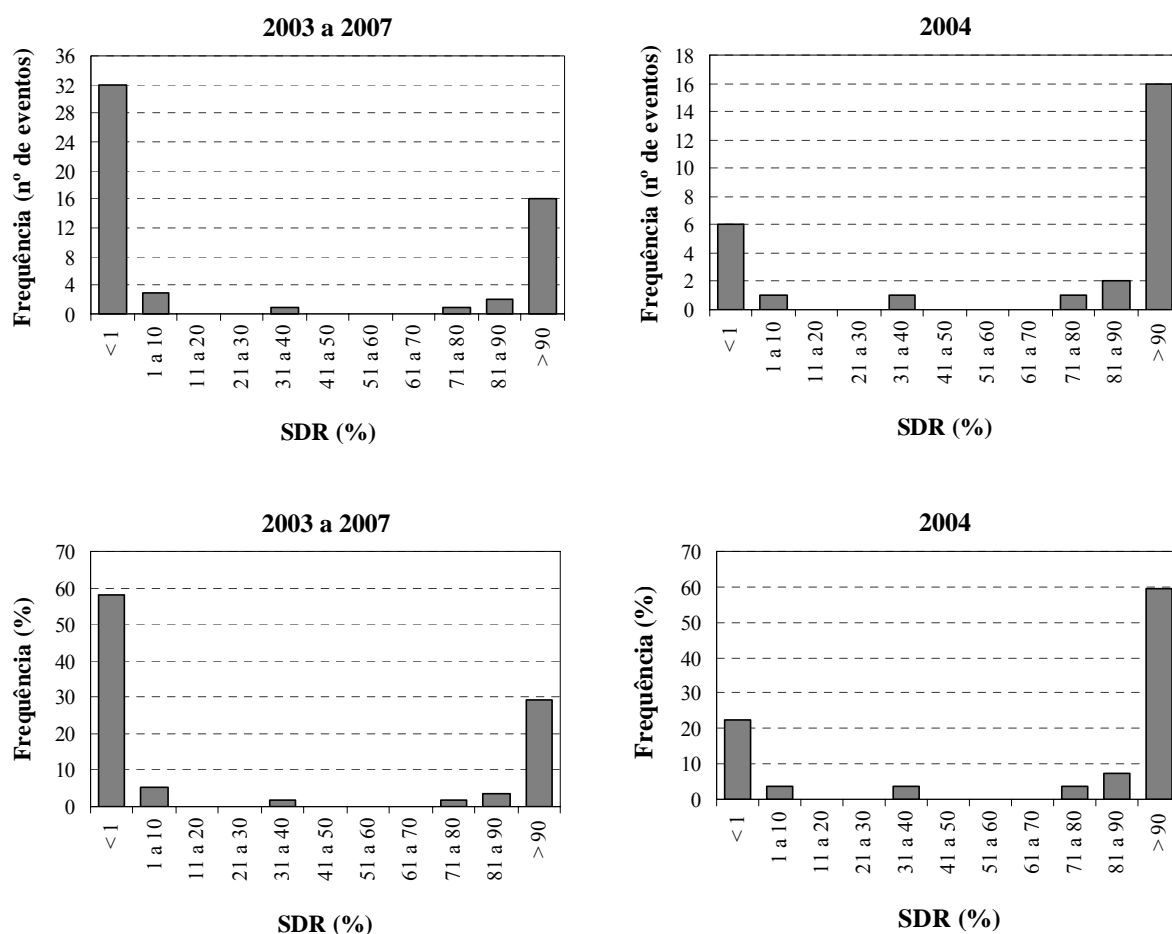 2003 a 2007
Frequência (nº de eventos)
36
32
28
24
20
16
12
8
4
0
< 1
1 a 10
11 a 20
21 a 30
31 a 40
41 a 50
51 a 60
61 a 70
71 a 80
81 a 90
> 90
SDR (%)
2004
Frequência (nº de eventos)
18
16
14
12
10
8
6
4
2
0
< 1
1 a 10
11 a 20
21 a 30
31 a 40
41 a 50
51 a 60
61 a 70
71 a 80
81 a 90
> 90
SDR (%)
2003 a 2007
Frequência (%)
70
60
50
40
30
20
10
0
< 1
1 a 10
11 a 20
21 a 30
31 a 40
41 a 50
51 a 60
61 a 70
71 a 80
81 a 90
> 90
SDR (%)
2004
Frequência (%)
70
60
50
40
30
20
10
0
< 1
1 a 10
11 a 20
21 a 30
31 a 40
41 a 50
51 a 60
61 a 70
71 a 80
81 a 90
> 90
SDR (%)